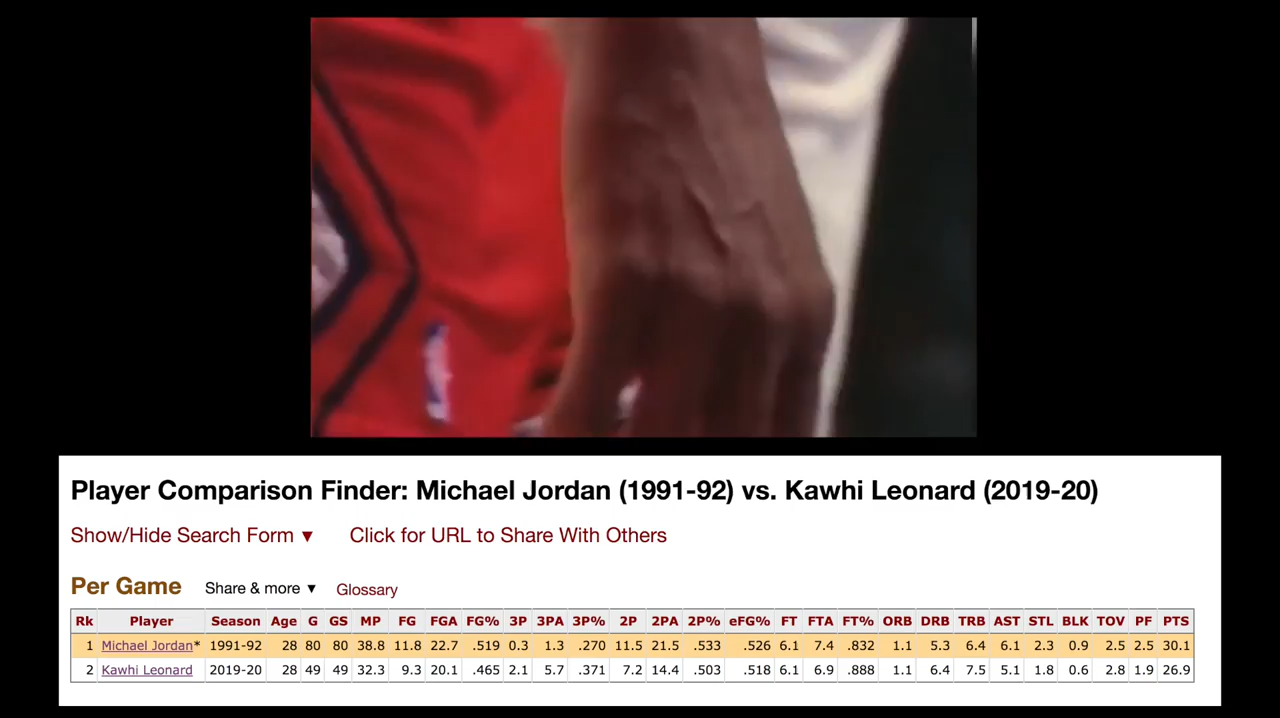 Player Comparison Finder: Michael Jordan (1991-92) vs. Kawhi Leonard (2019-20)
Show/Hide Search Form ▼ Click for URL to Share With Others
Per Game Share & more ▼ Glossary
Rk Player Season Age G GS MP FG FGA FG% 3P 3PA 3P% 2P 2PA 2P% eFG% FT FTA FT% ORB DRB TRB AST STL BLK TOV PF PTS
1 Michael Jordan* 1991-92 28 80 80 38.8 11.8 22.7 .519 0.3 1.3 .270 11.5 21.5 .533 .526 6.1 7.4 .832 1.1 5.3 6.4 6.1 2.3 0.9 2.5 2.5 30.1
2 Kawhi Leonard 2019-20 28 49 49 32.3 9.3 20.1 .465 2.1 5.7 .371 7.2 14.4 .503 .518 6.1 6.9 .888 1.1 6.4 7.5 5.1 1.8 0.6 2.8 1.9 26.9